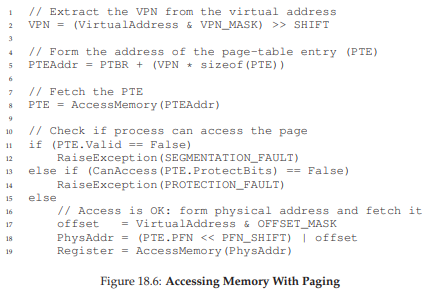 1 // Extract the VPN from the virtual address
2 VPN = (VirtualAddress & VPN_MASK) >> SHIFT
3
4 // Form the address of the page-table entry (PTE)
5 PTEAddr = PTBR + (VPN * sizeof(PTE))
6
7 // Fetch the PTE
8 PTE = AccessMemory(PTEAddr)
9
10 // Check if process can access the page
11 if (PTE.Valid == False)
12     RaiseException(SEGMENTATION_FAULT)
13 else if (CanAccess(PTE.ProtectBits) == False)
14     RaiseException(PROTECTION_FAULT)
15 else
16     // Access is OK: form physical address and fetch it
17     offset   = VirtualAddress & OFFSET_MASK
18     PhysAddr = (PTE.PFN << PFN_SHIFT) | offset
19     Register = AccessMemory(PhysAddr)
Figure 18.6: Accessing Memory With Paging